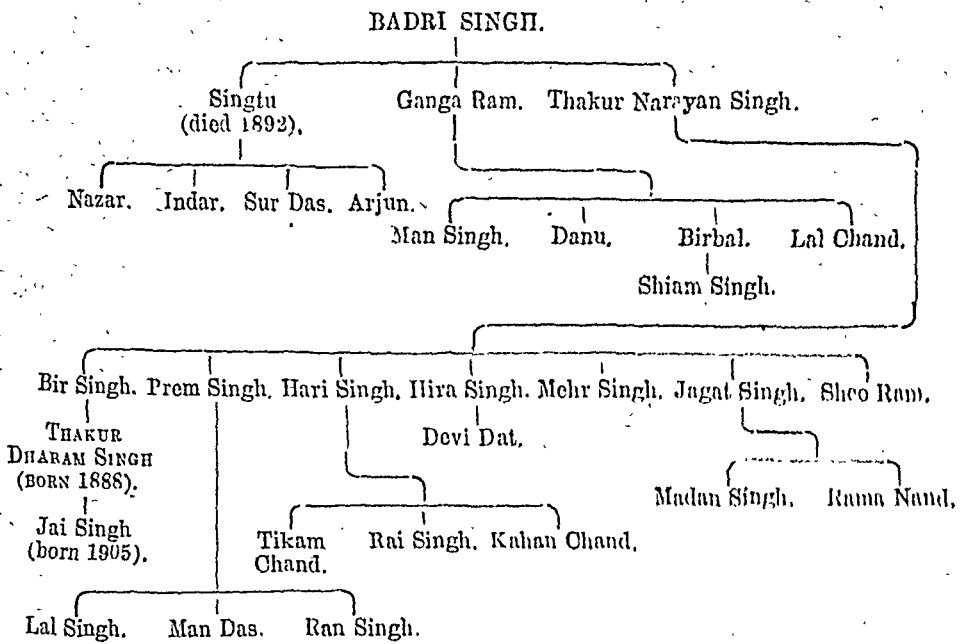 BADRI SINGH.
Singtu
(died 1892).
Ganga Ram.
Thakur Narayan Singh.
Nazar. Indar. Sur Das. Arjun.
Man Singh. Danu. Birbal. Lal Chand.
Shiam Singh.
Bir Singh. Prem Singh. Hari Singh. Hira Singh. Mehr Singh. Jagat Singh. Sheo Ram.
THAKUR
DHARAM SINGH
(BORN 1888).
Devi Dat.
Madan Singh. Rama Nand.
Jai Singh
(born 1905).
Tikam
Chand.
Rai Singh. Kahan Chand.
Lal Singh. Man Das. Ran Singh.